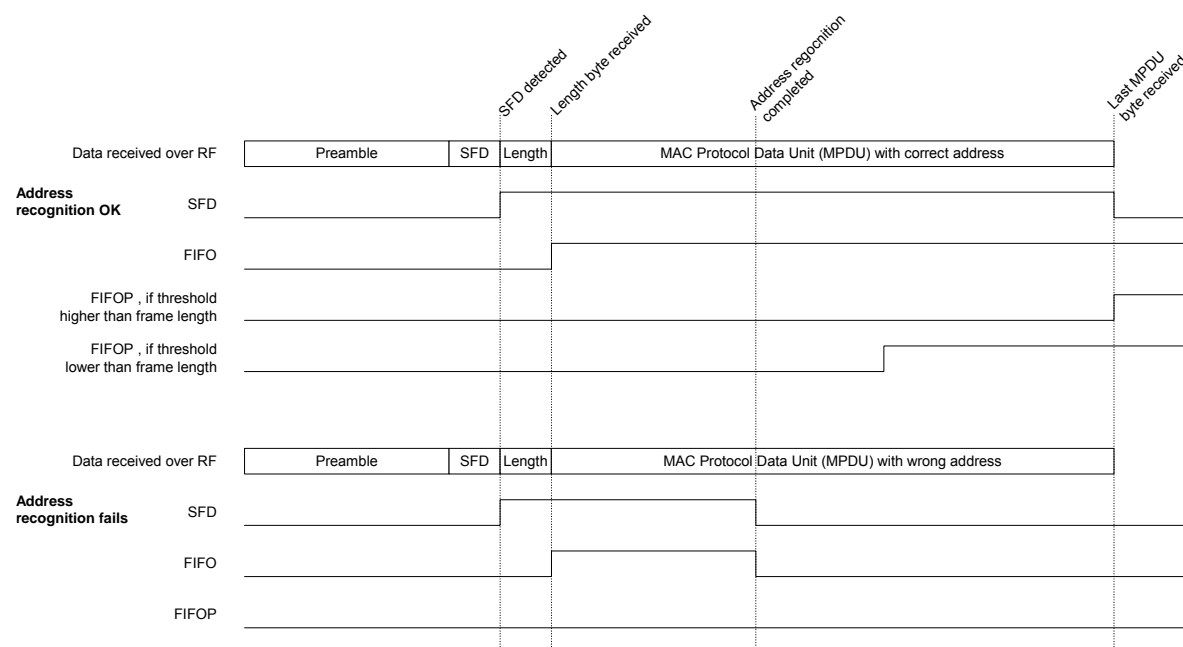 SFD detected
Length byte received
Address regocnition
completed
Last MPDU
byte received
Data received over RF
Preamble
SFD
Length
MAC Protocol Data Unit (MPDU) with correct address
Address
recognition OK
SFD
FIFO
FIFOP , if threshold
higher than frame length
FIFOP , if threshold
lower than frame length
Data received over RF
Preamble
SFD
Length
MAC Protocol Data Unit (MPDU) with wrong address
Address
recognition fails
SFD
FIFO
FIFOP